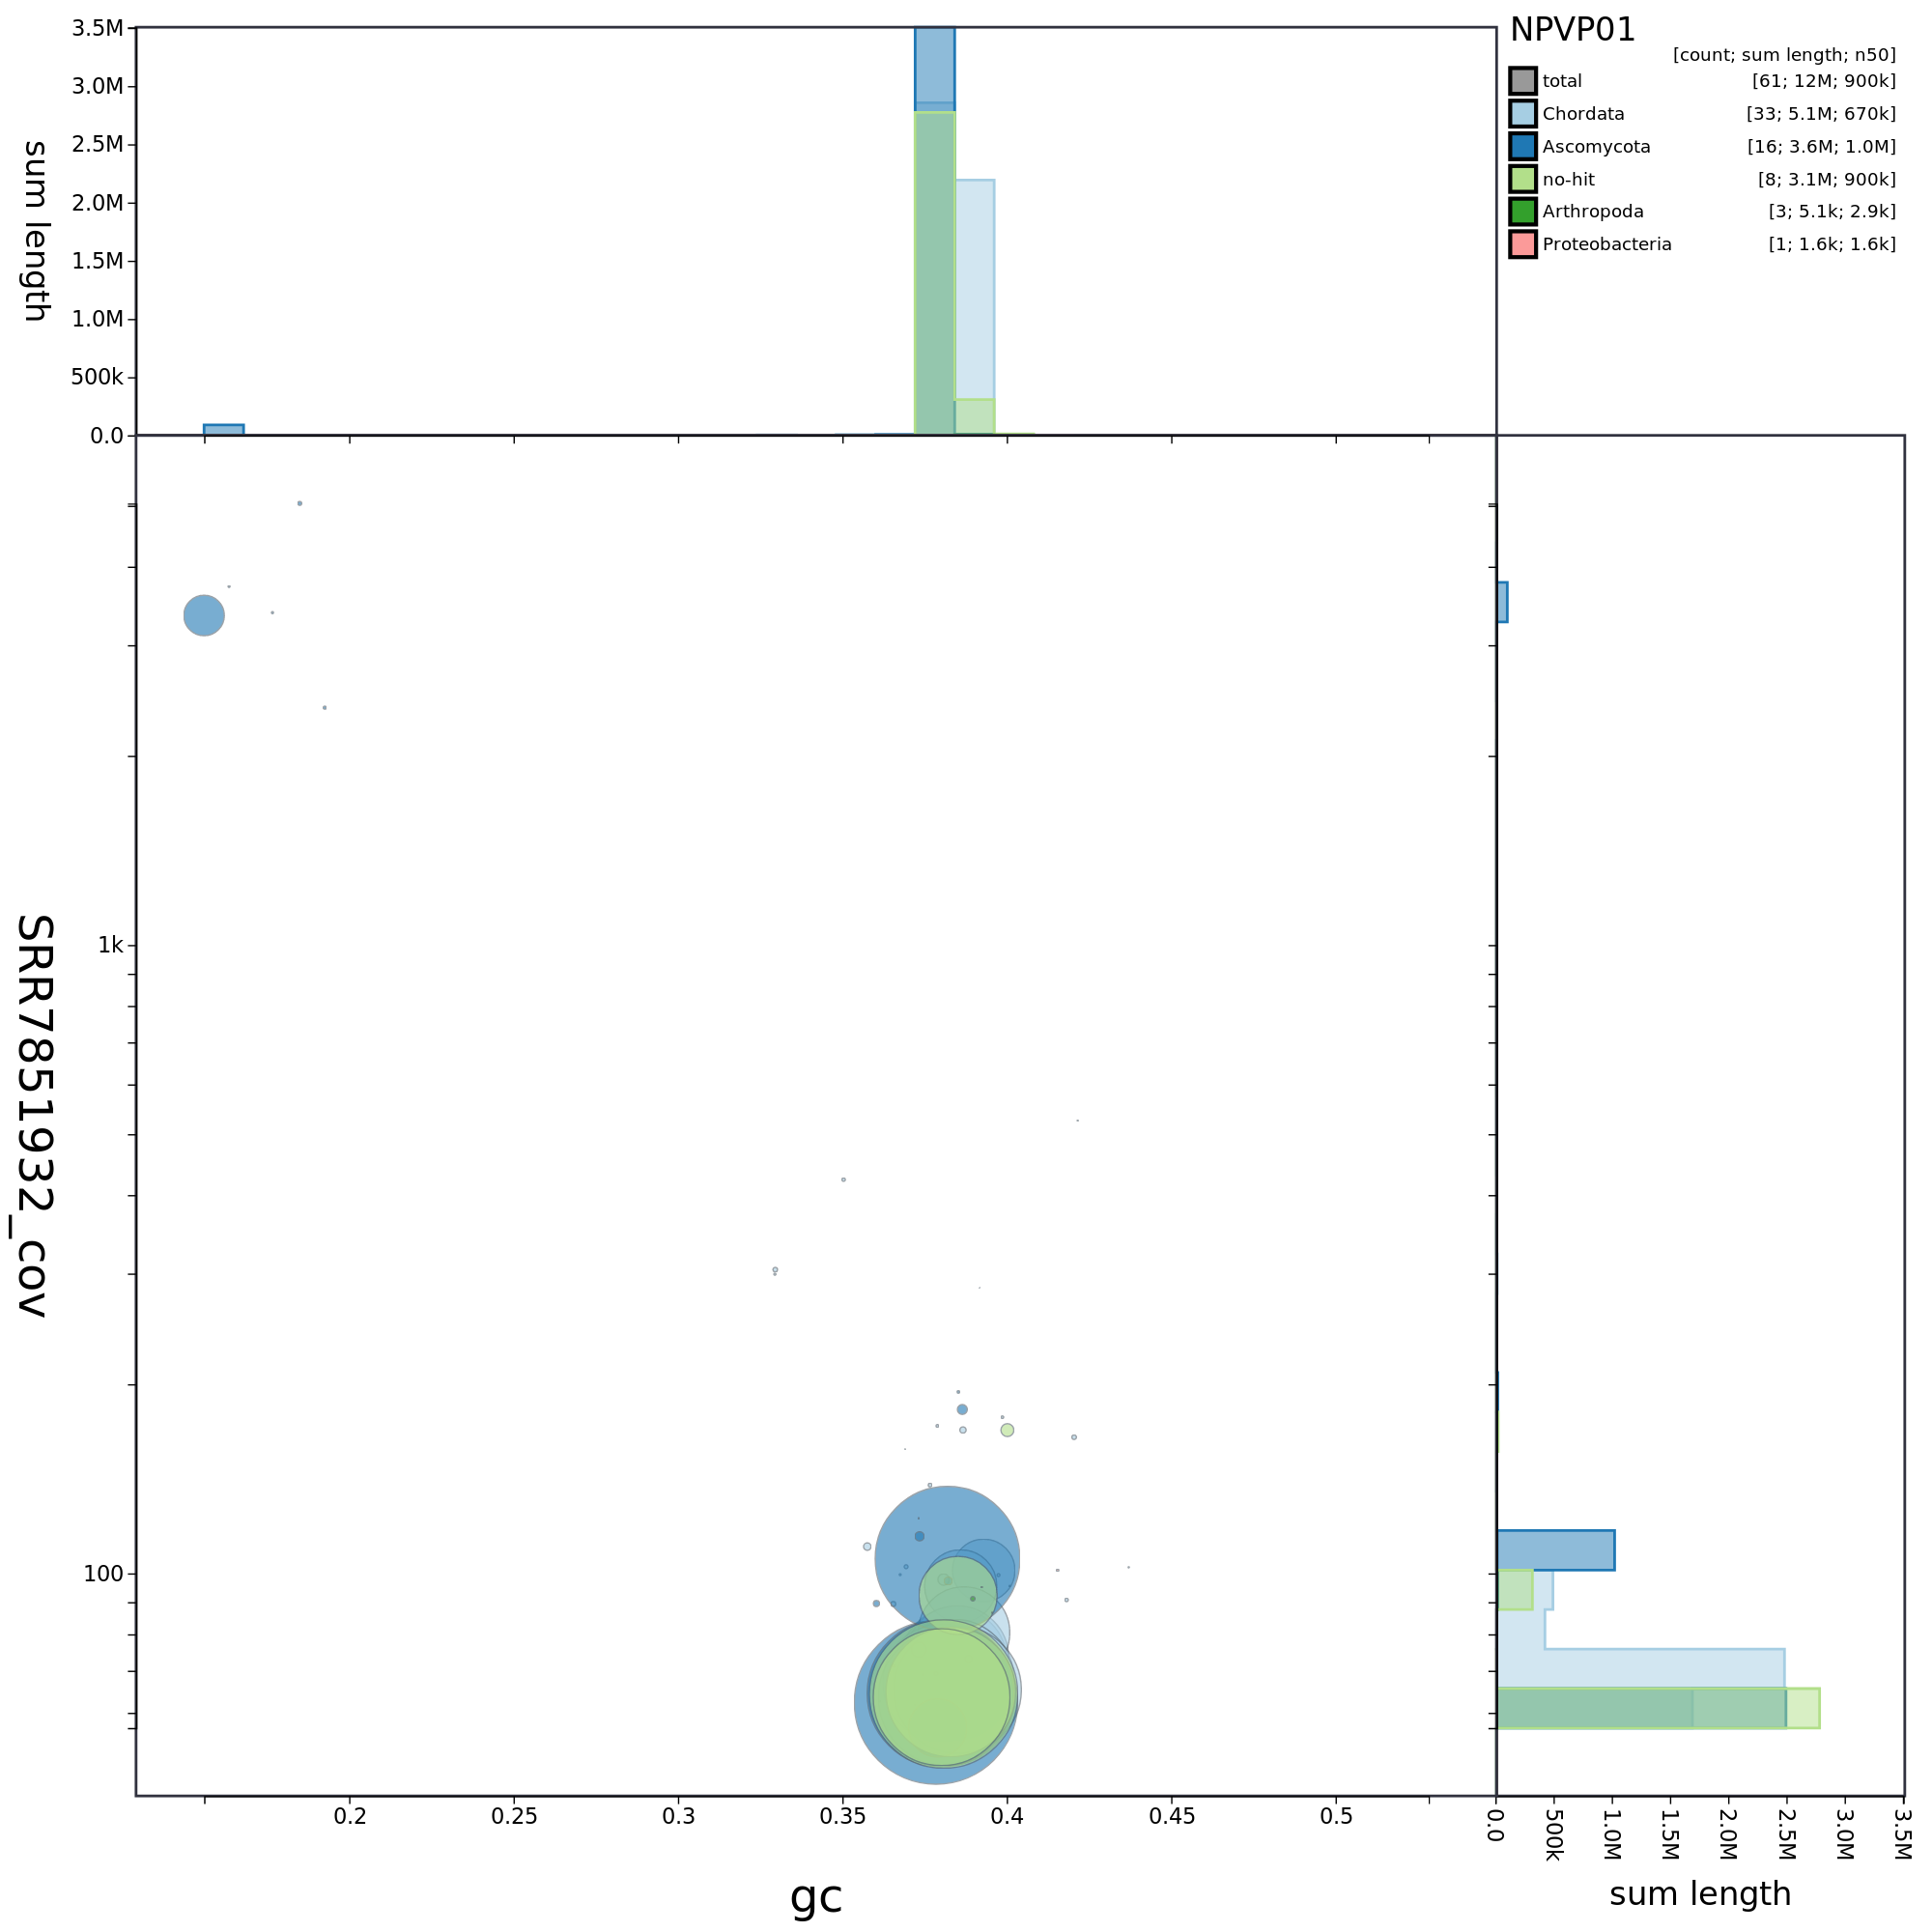 NPVP01
[count; sum length; n50]
total [61; 12M; 900k]
Chordata [33; 5.1M; 670k]
Ascomycota [16; 3.6M; 1.0M]
no-hit [8; 3.1M; 900k]
Arthropoda [3; 5.1k; 2.9k]
Proteobacteria [1; 1.6k; 1.6k]
sum length
3.5M
3.0M
2.5M
2.0M
1.5M
1.0M
500k
0.0
SRR7851932_cov
1k
100
0.2 0.25 0.3 0.35 0.4 0.45 0.5
gc
0.0 500k 1.0M 1.5M 2.0M 2.5M 3.0M 3.5M
sum length